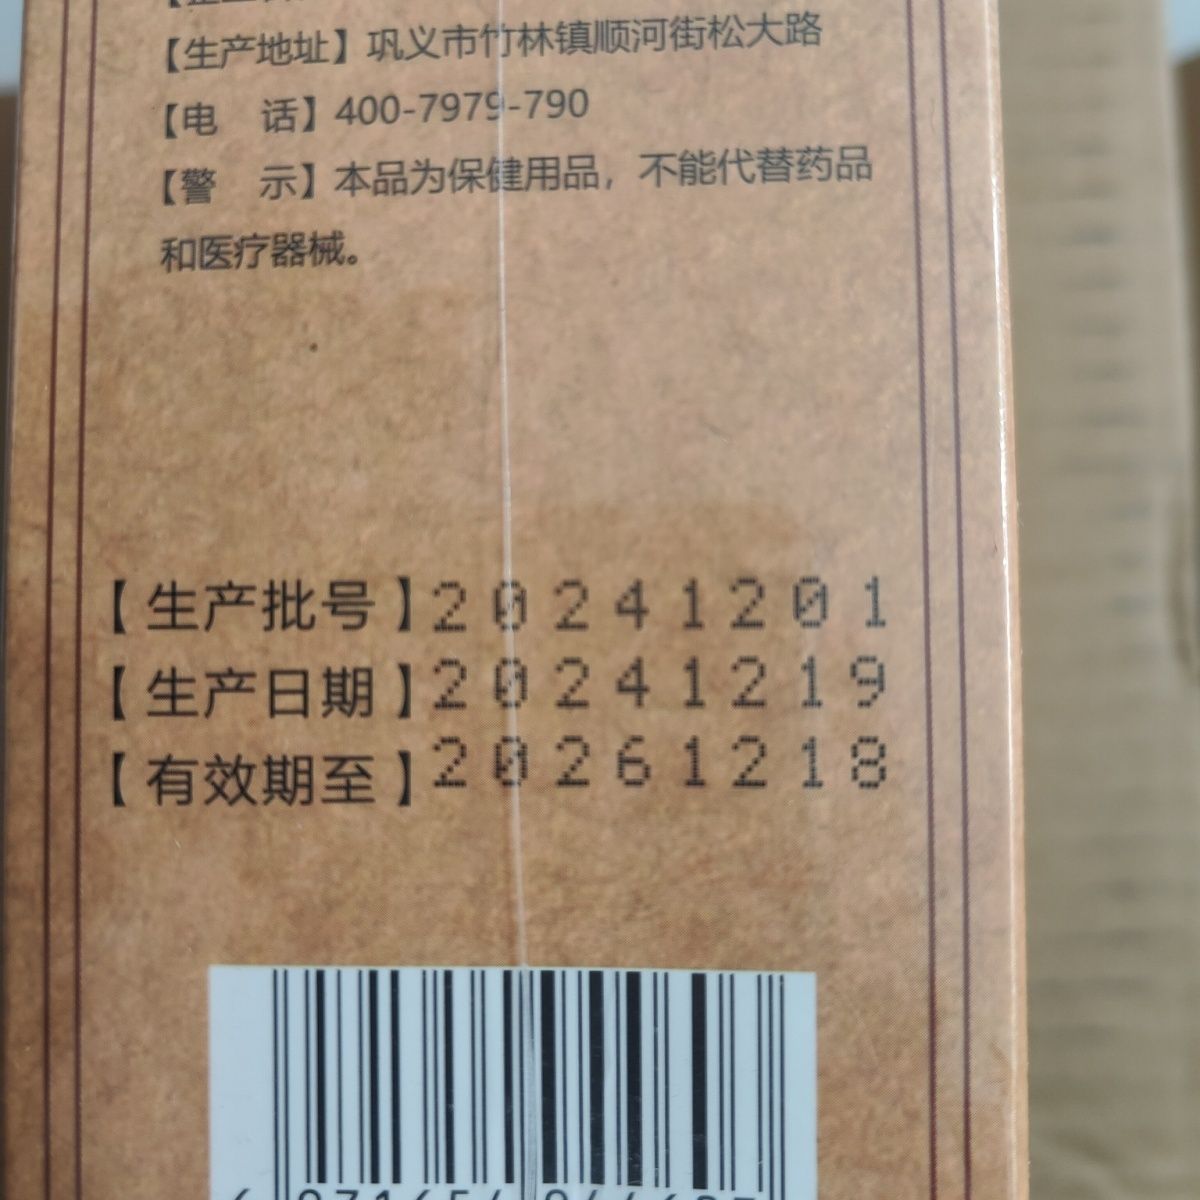 【生产地址】巩义市竹林镇顺河街松大路
【电 话】400-7979-790
【警 示】本品为保健用品，不能代替药品
和医疗器械。
【生产批号】20241201
【生产日期】20241219
【有效期至】20261218